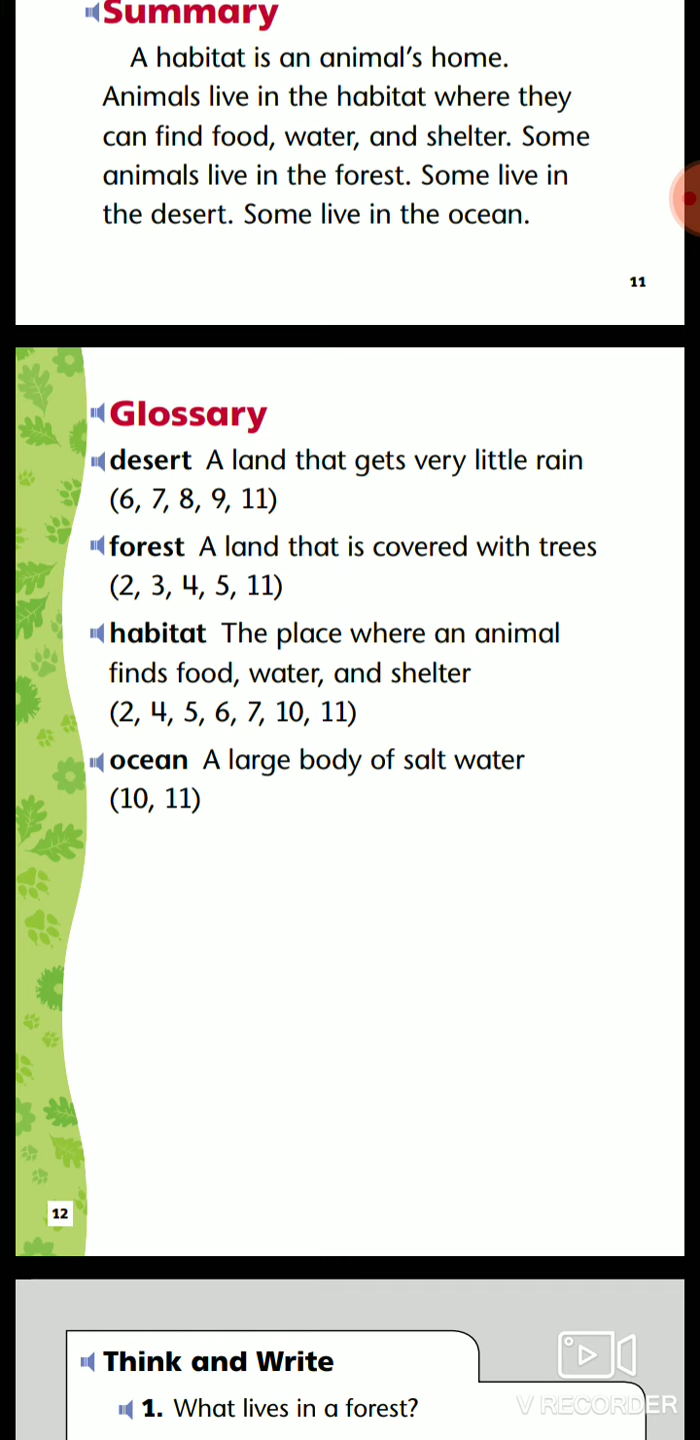 Summary
A habitat is an animal's home.
Animals live in the habitat where they
can find food, water, and shelter. Some
animals live in the forest. Some live in
the desert. Some live in the ocean.
11
Glossary
desert A land that gets very little rain
(6, 7, 8, 9, 11)
forest A land that is covered with trees
(2, 3, 4, 5, 11)
habitat The place where an animal
finds food, water, and shelter
(2, 4, 5, 6, 7, 10, 11)
ocean A large body of salt water
(10, 11)
12
Think and Write
1. What lives in a forest?
V RECORDER